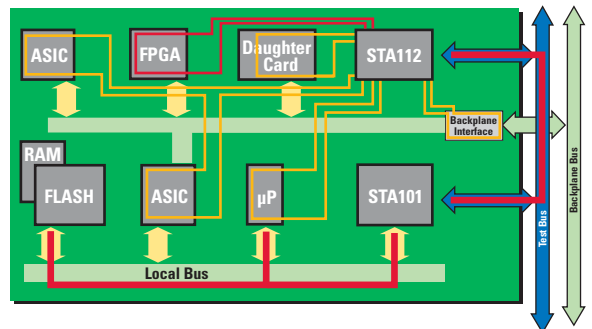 ASIC
FPGA
Daughter
Card
STA112
Backplane
Interface
RAM
FLASH
ASIC
µP
STA101
Local Bus
Test Bus
Backplane Bus